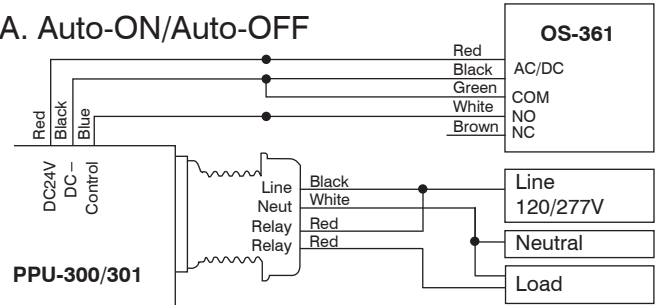 A. Auto-ON/Auto-OFF
OS-361
Red
Black
Green
White
Brown
AC/DC
COM
NO
NC
Red
Black
Blue
DC24V
DC –
Control
PPU-300/301
Line
Neut
Relay
Relay
Black
White
Red
Red
Line
120/277V
Neutral
Load